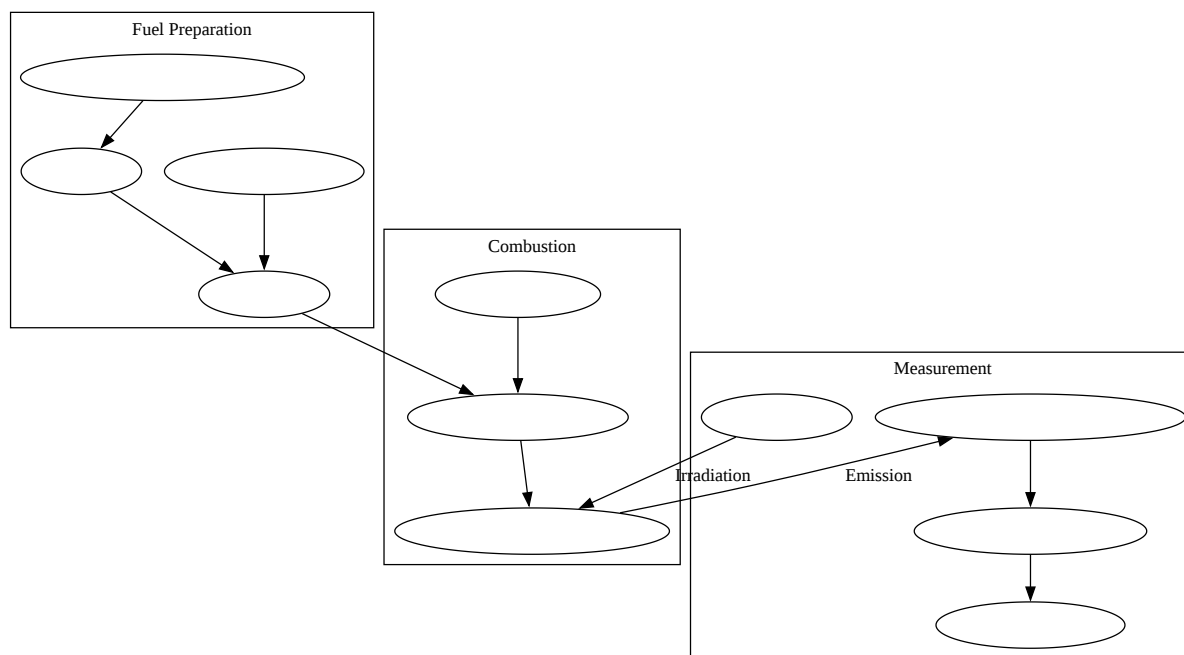 Fuel Preparation
Combustion
Measurement
Irradiation
Emission